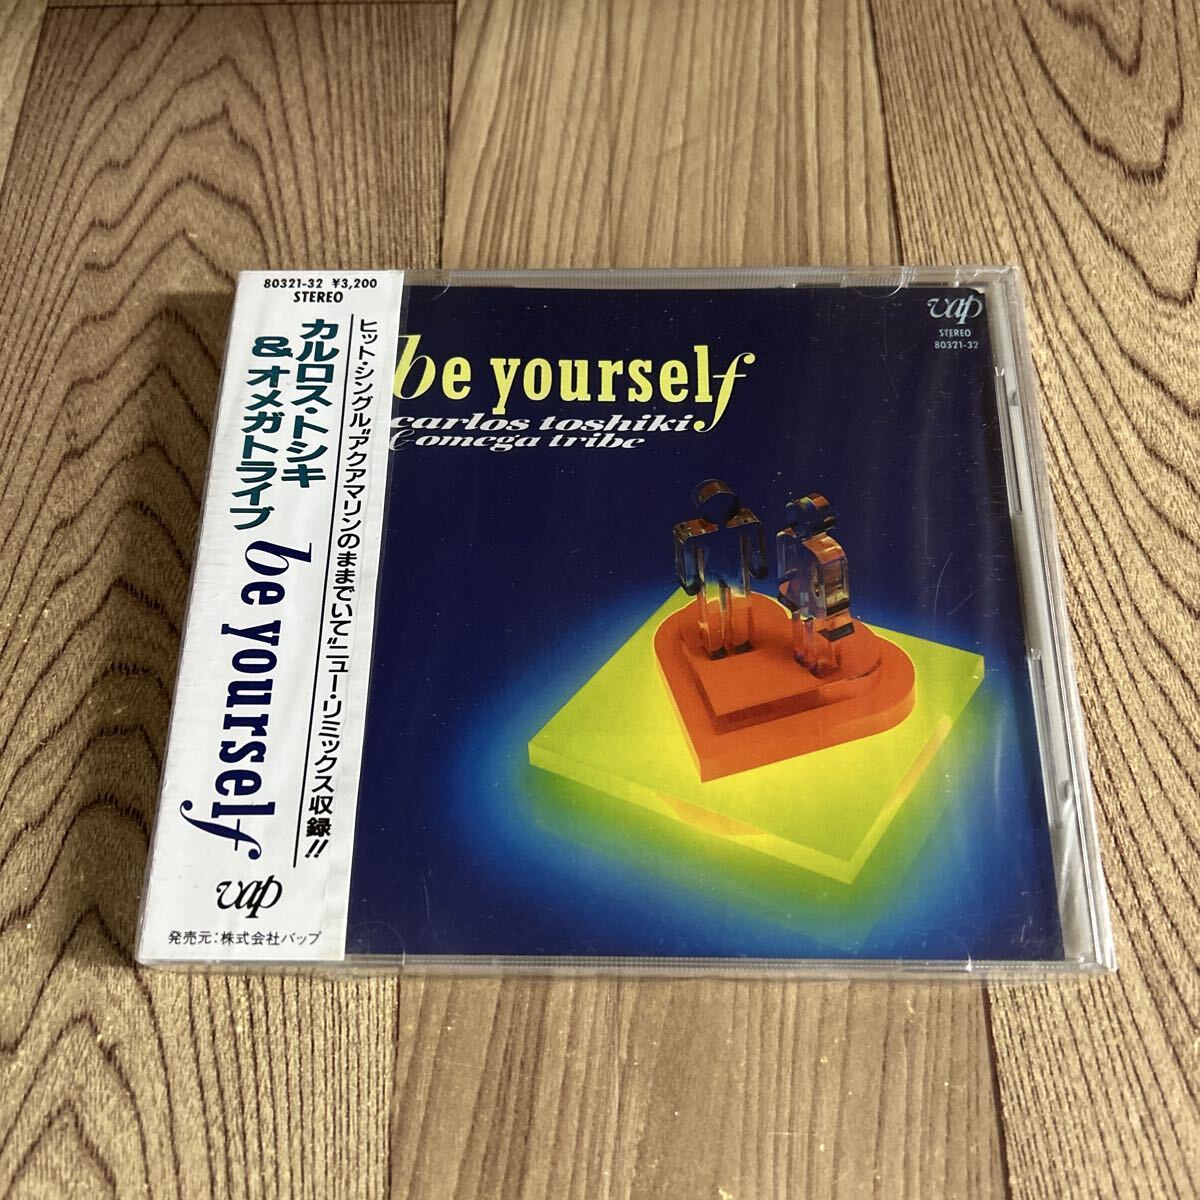 80321-32 ¥3,200
STEREO
ヒット・シングル"アクアマリンのままでいて"ニュー・リミックス収録!!
カルロス・トシキ
&オメガトライブ
be yourself
vap
発売元:株式会社バップ
be yourself
carlos toshiki
& omega tribe
vap
STEREO
80321-32